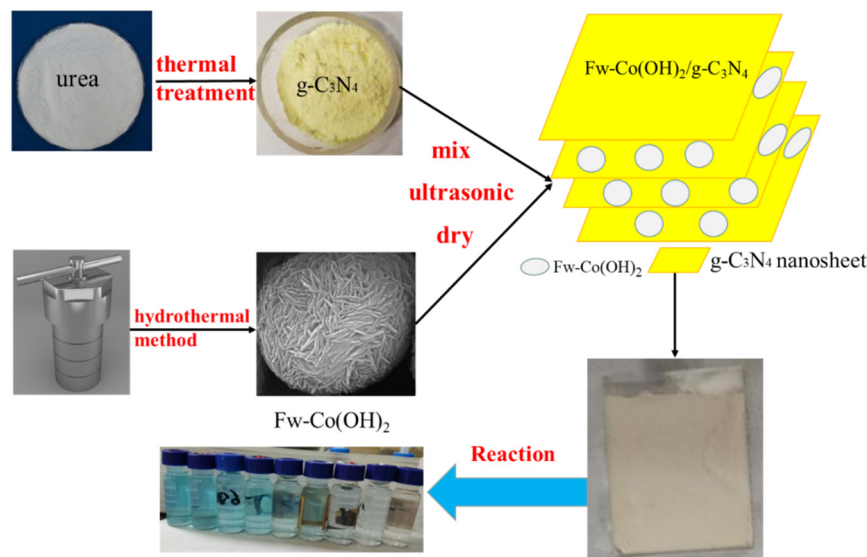 urea
thermal
treatment
g-C₃N₄
Fw-Co(OH)₂/g-C₃N₄
mix
ultrasonic
dry
Fw-Co(OH)₂
g-C₃N₄ nanosheet
hydrothermal
method
Fw-Co(OH)₂
Reaction